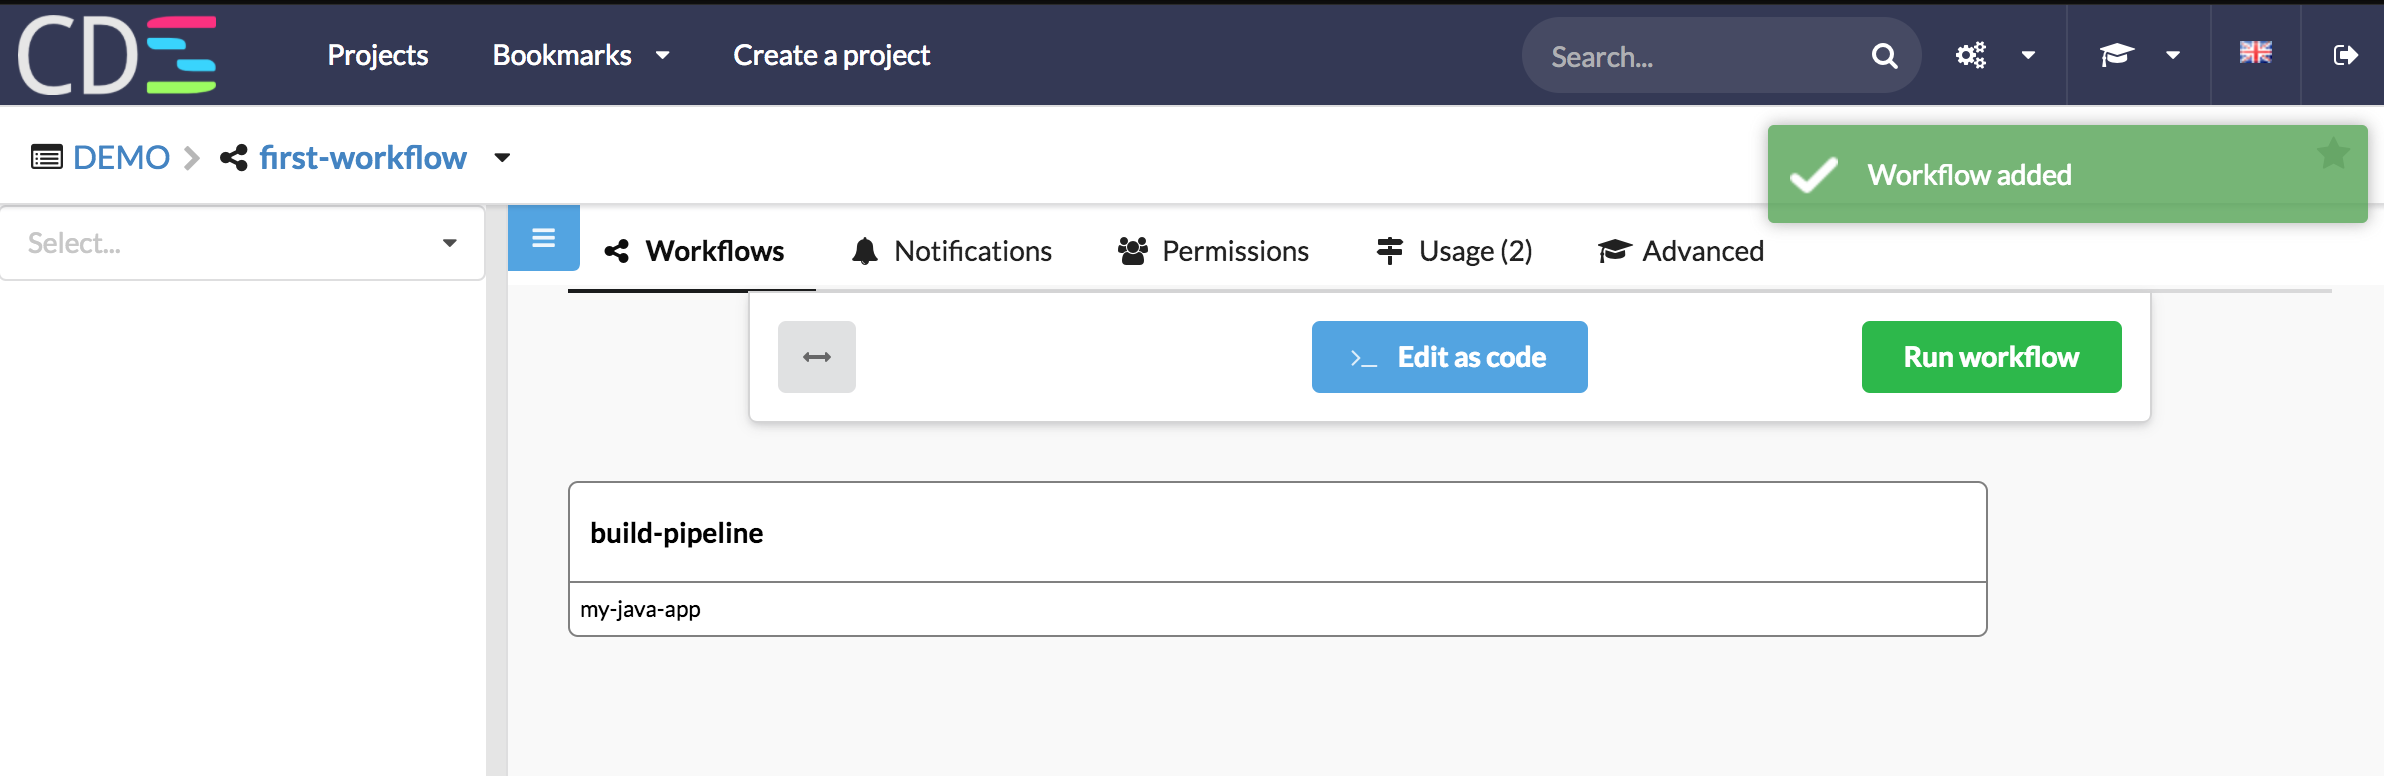 CDS
Projects Bookmarks Create a project Search...
DEMO first-workflow
Workflow added
Select...
Workflows Notifications Permissions Usage (2) Advanced
>_ Edit as code Run workflow
build-pipeline
my-java-app